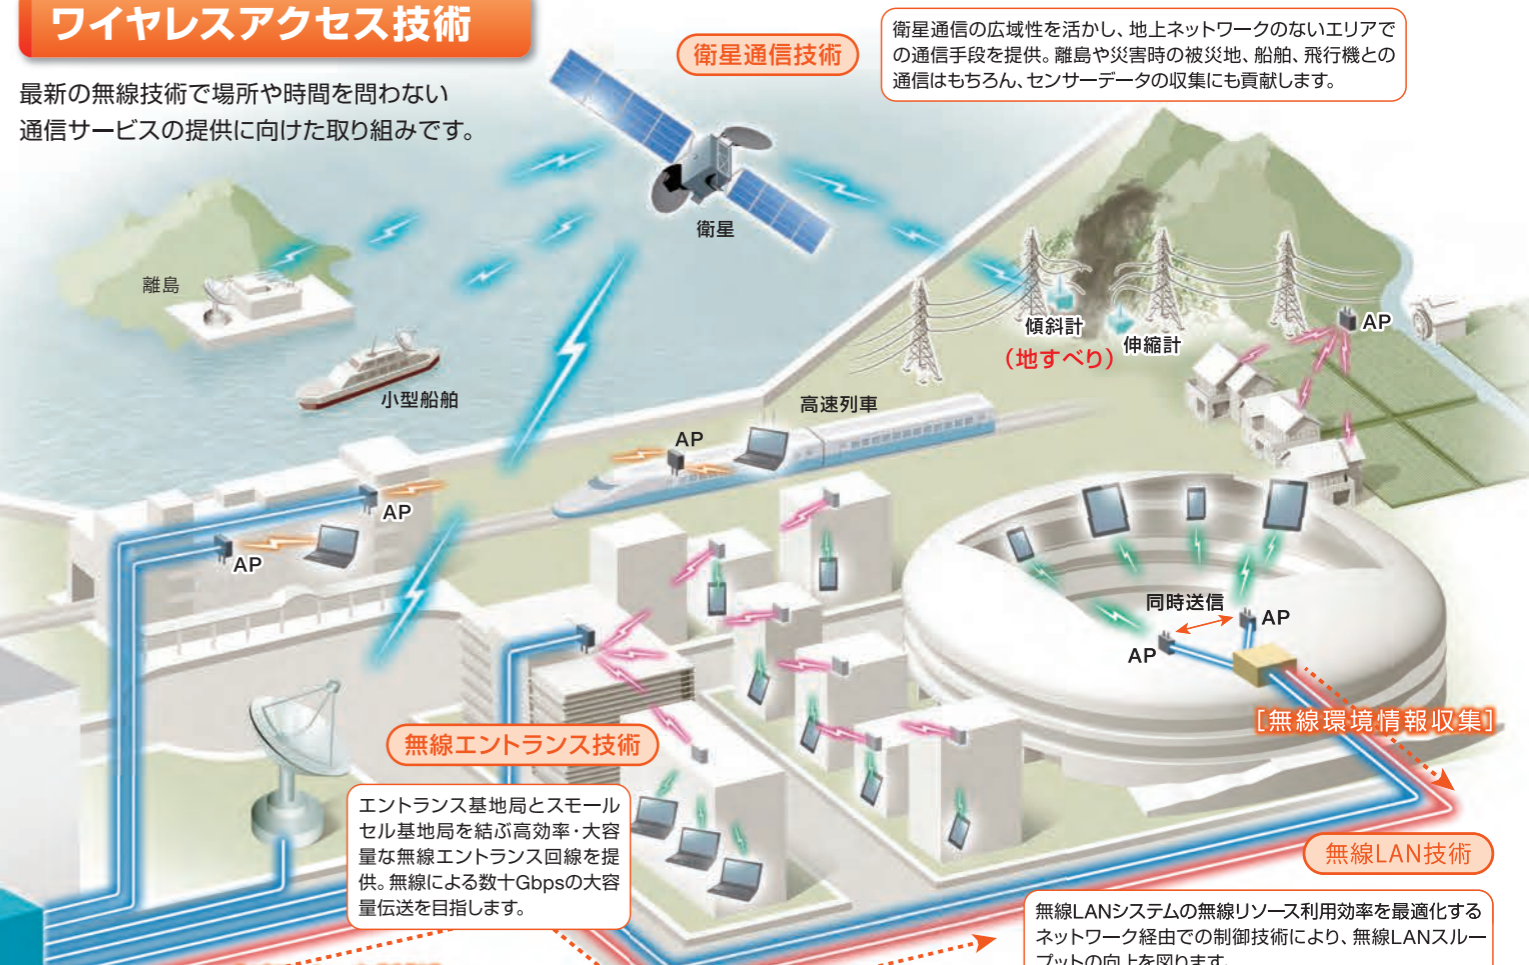 ワイヤレスアクセス技術
最新の無線技術で場所や時間を問わない
通信サービスの提供に向けた取り組みです。
衛星通信技術
衛星通信の広域性を活かし、地上ネットワークのないエリアで
の通信手段を提供。離島や災害時の被災地、船舶、飛行機との
通信はもちろん、センサーデータの収集にも貢献します。
衛星
離島
小型船舶
傾斜計
(地すべり)
伸縮計
AP
高速列車
AP
AP
AP
同時送信
AP
AP
[無線環境情報収集]
無線エントランス技術
エントランス基地局とスモール
セル基地局を結ぶ高効率・大容
量な無線エントランス回線を提
供。無線による数十Gbpsの大容
量伝送を目指します。
無線LAN技術
無線LANシステムの無線リソース利用効率を最適化する
ネットワーク経由での制御技術により、無線LANスルー
プットの向上を図ります。